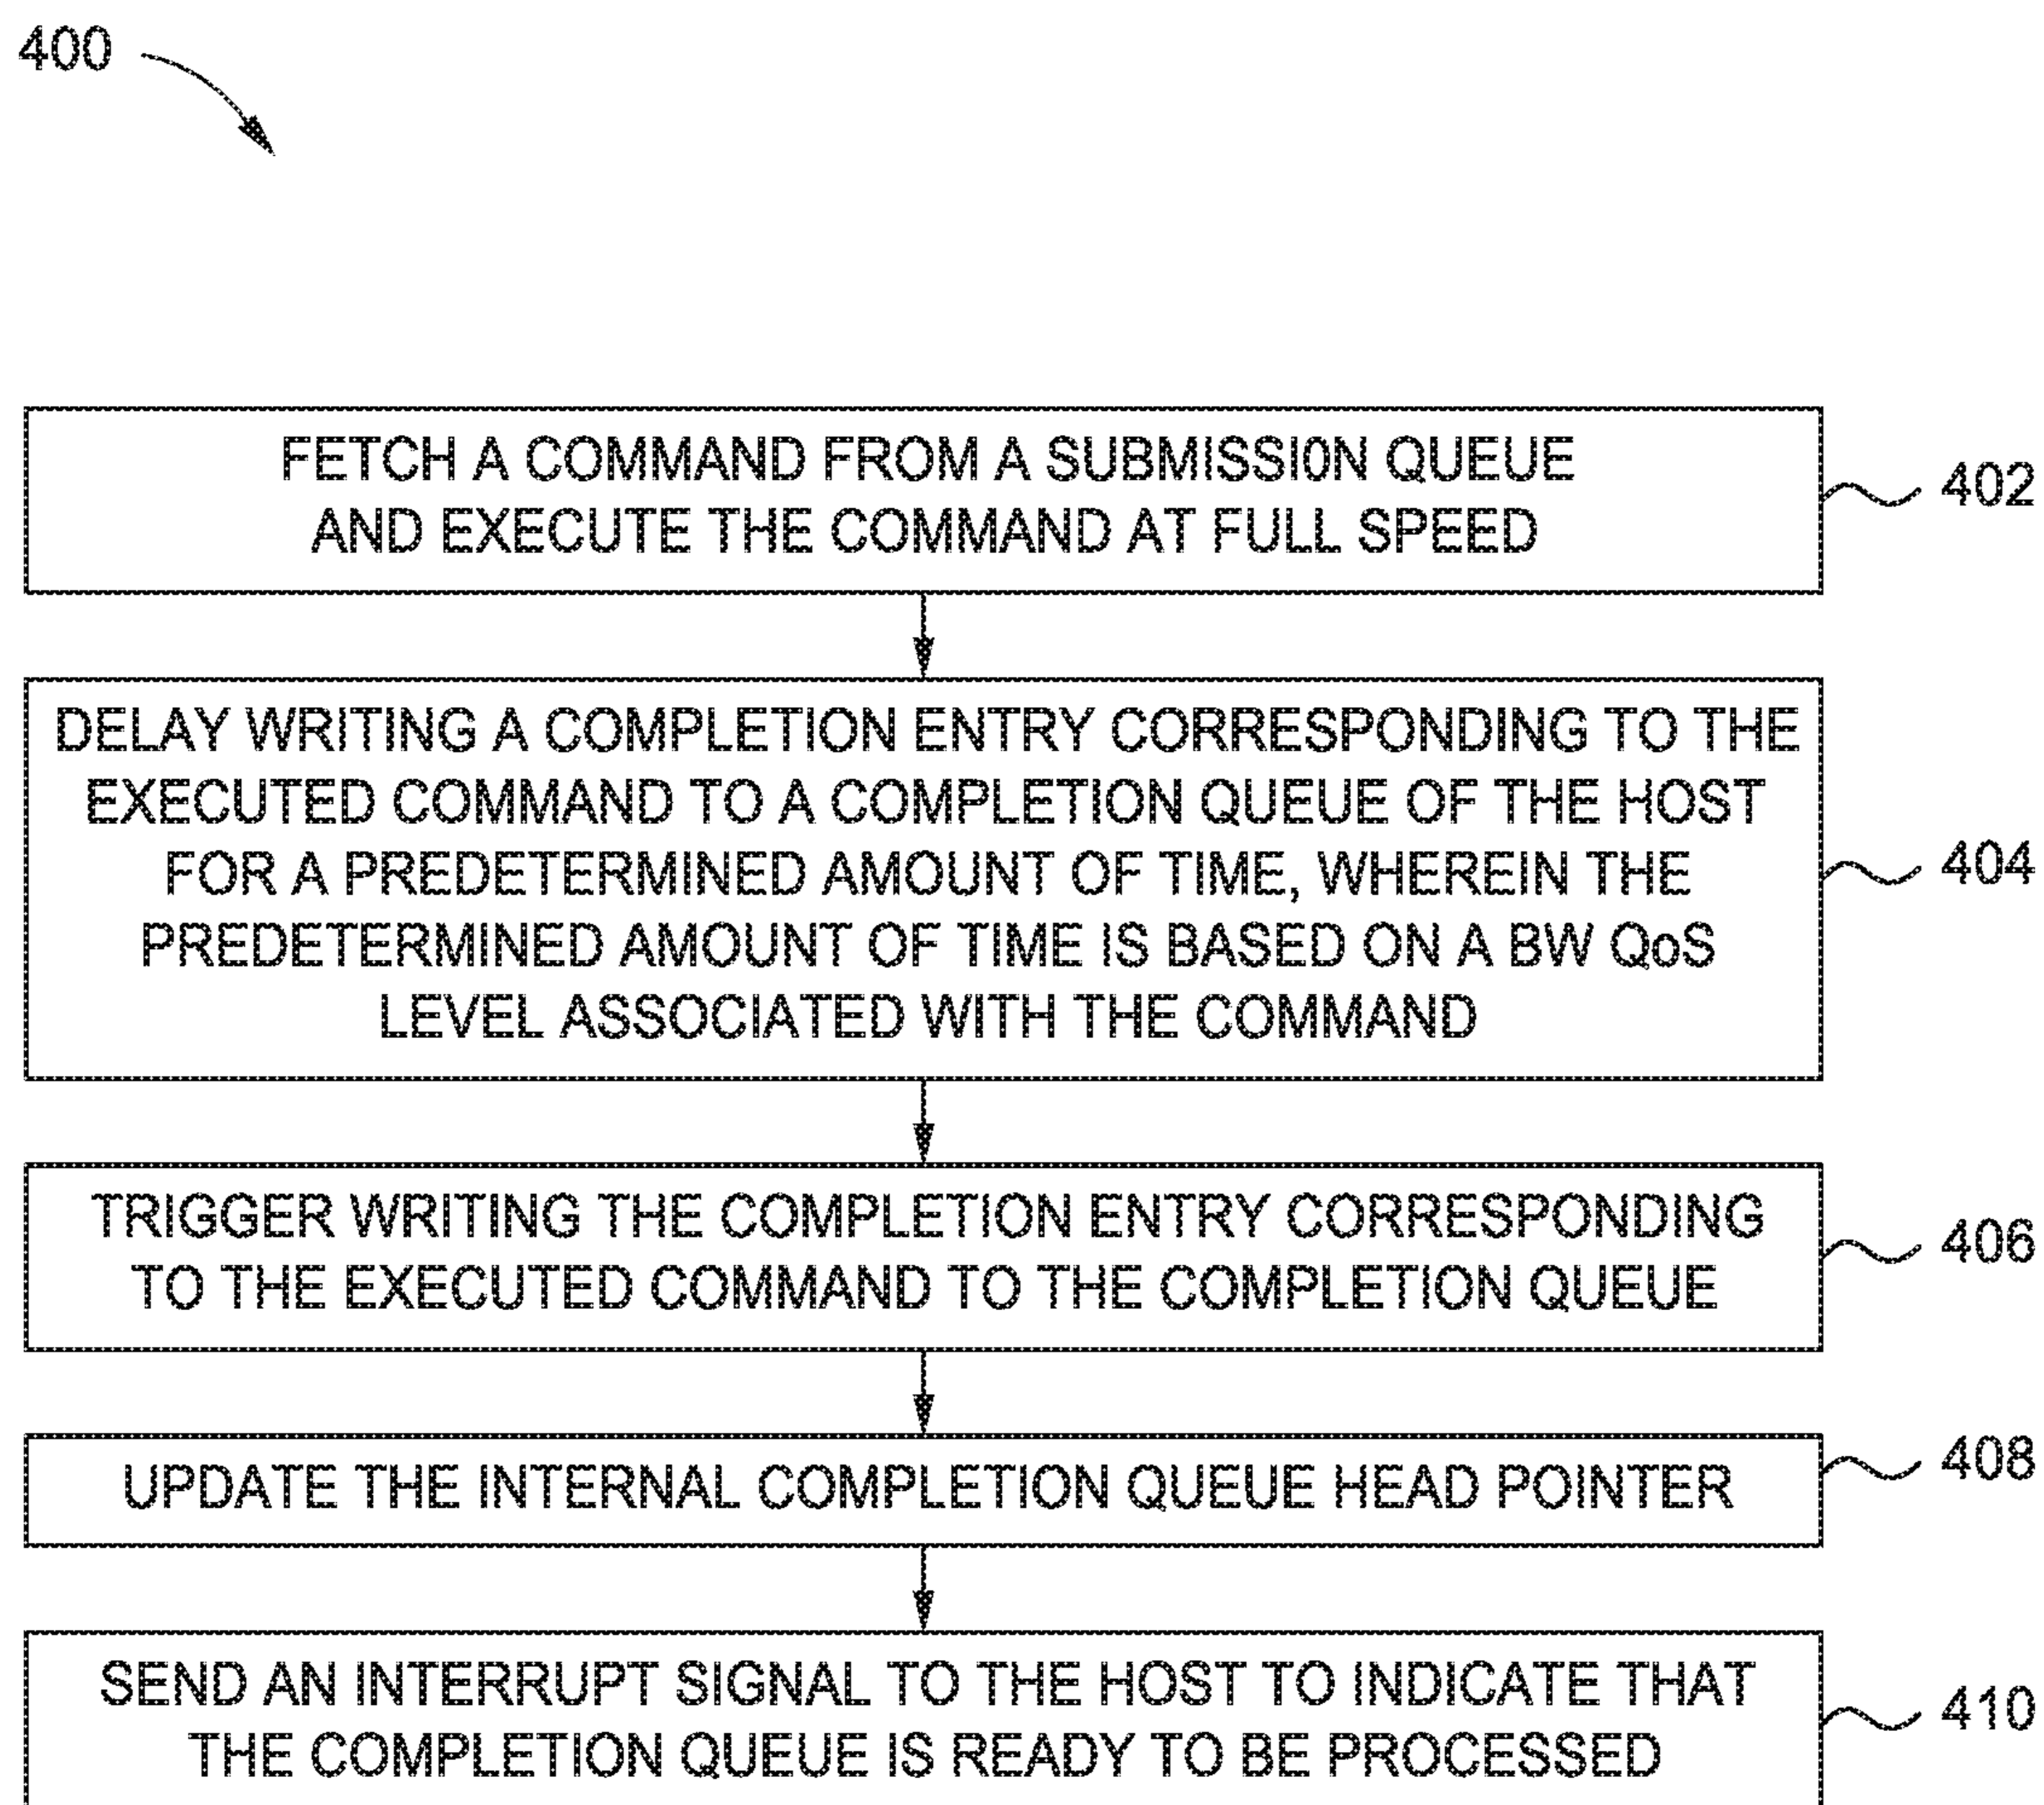 400
FETCH A COMMAND FROM A SUBMISSION QUEUE
AND EXECUTE THE COMMAND AT FULL SPEED
402
DELAY WRITING A COMPLETION ENTRY CORRESPONDING TO THE
EXECUTED COMMAND TO A COMPLETION QUEUE OF THE HOST
FOR A PREDETERMINED AMOUNT OF TIME, WHEREIN THE
PREDETERMINED AMOUNT OF TIME IS BASED ON A BW QoS
LEVEL ASSOCIATED WITH THE COMMAND
404
TRIGGER WRITING THE COMPLETION ENTRY CORRESPONDING
TO THE EXECUTED COMMAND TO THE COMPLETION QUEUE
406
UPDATE THE INTERNAL COMPLETION QUEUE HEAD POINTER
408
SEND AN INTERRUPT SIGNAL TO THE HOST TO INDICATE THAT
THE COMPLETION QUEUE IS READY TO BE PROCESSED
410